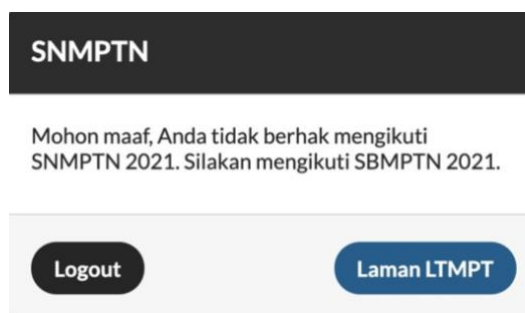 SNMPTN
Mohon maaf, Anda tidak berhak mengikuti
SNMPTN 2021. Silakan mengikuti SBMPTN 2021.
Logout
Laman LTMPT